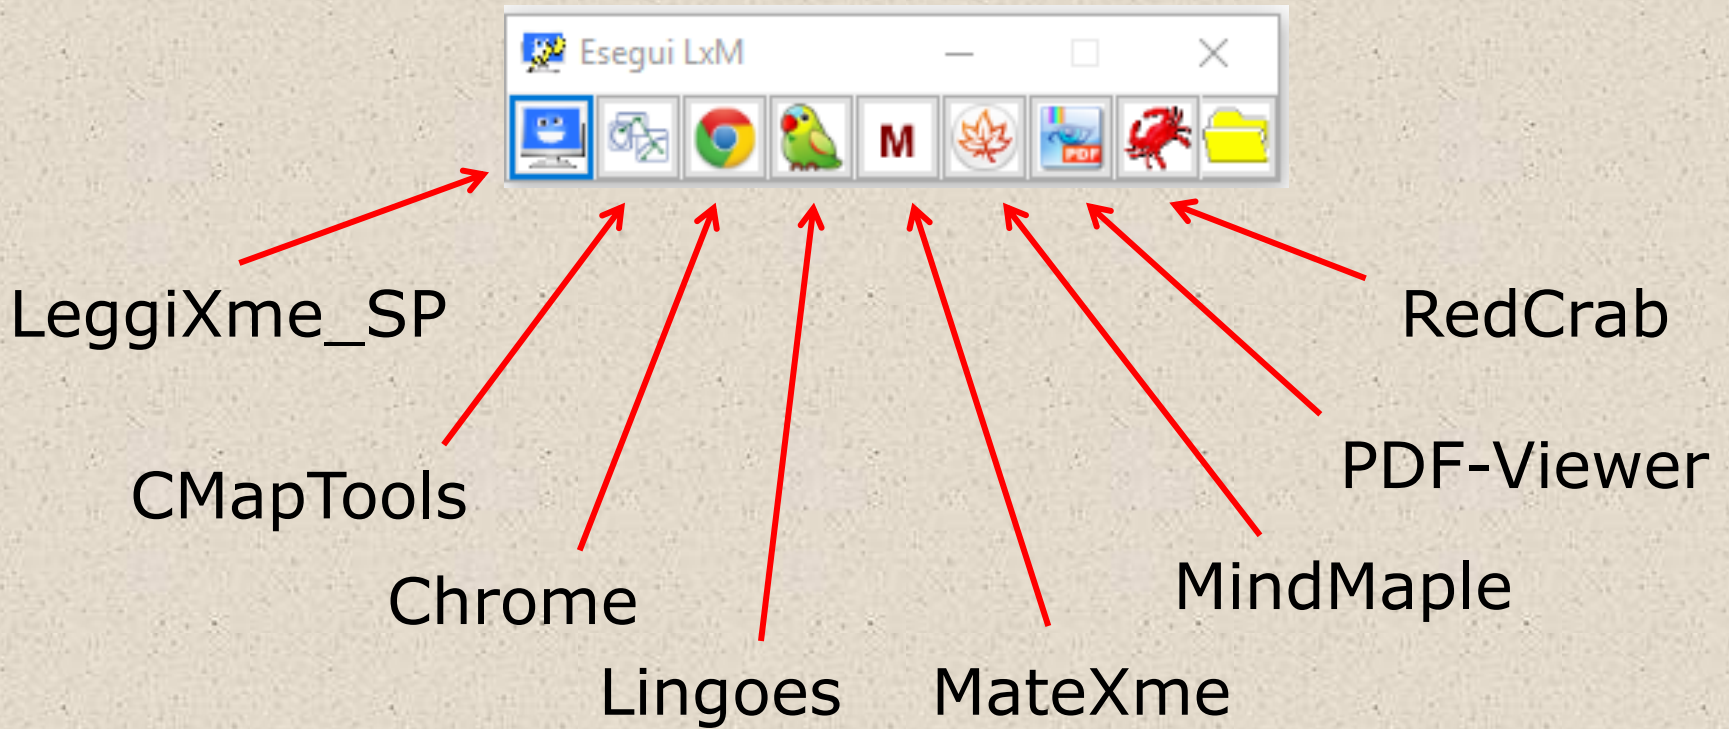 Esegui LxM
M
PDF
LeggiXme_SP
RedCrab
CMapTools
PDF-Viewer
Chrome
MindMaple
Lingoes
MateXme